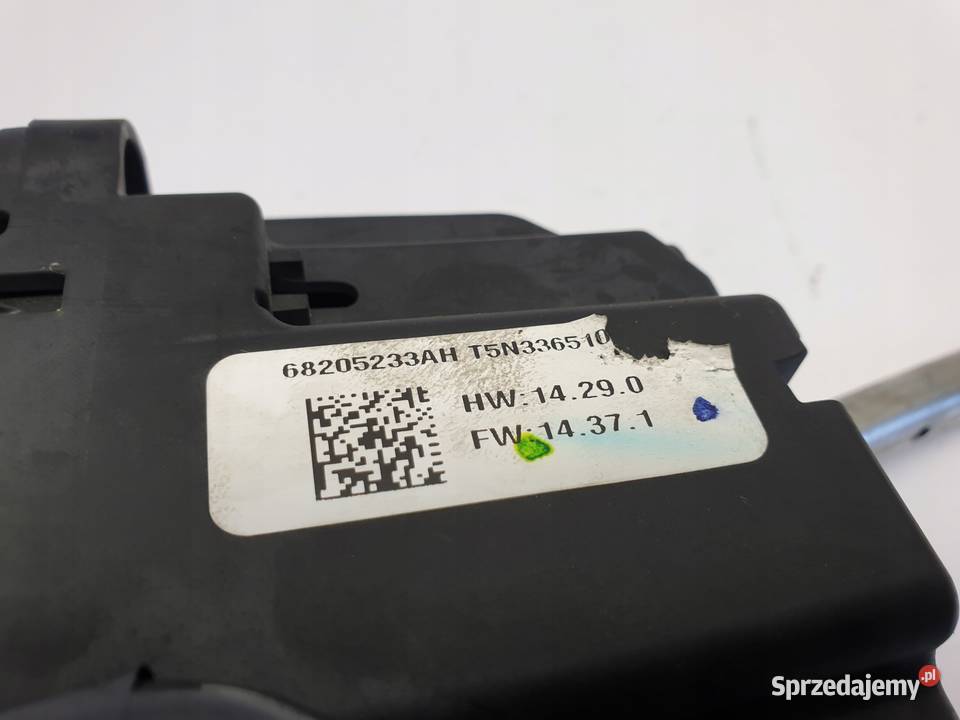 68205233AH T5N336510
HW:14.29.0
FW:14.37.1
Sprzedajemy.pl